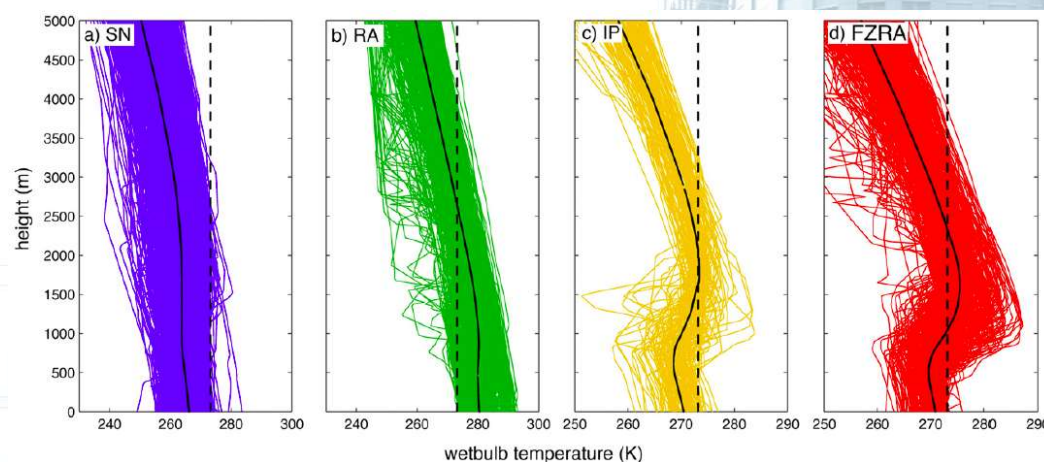 a) SN
b) RA
c) IP
d) FZRA
5000
4500
4000
3500
3000
2500
2000
1500
1000
500
0
height (m)
240 260 280 300
240 260 280 300
250 260 270 280 290
250 260 270 280 290
wetbulb temperature (K)